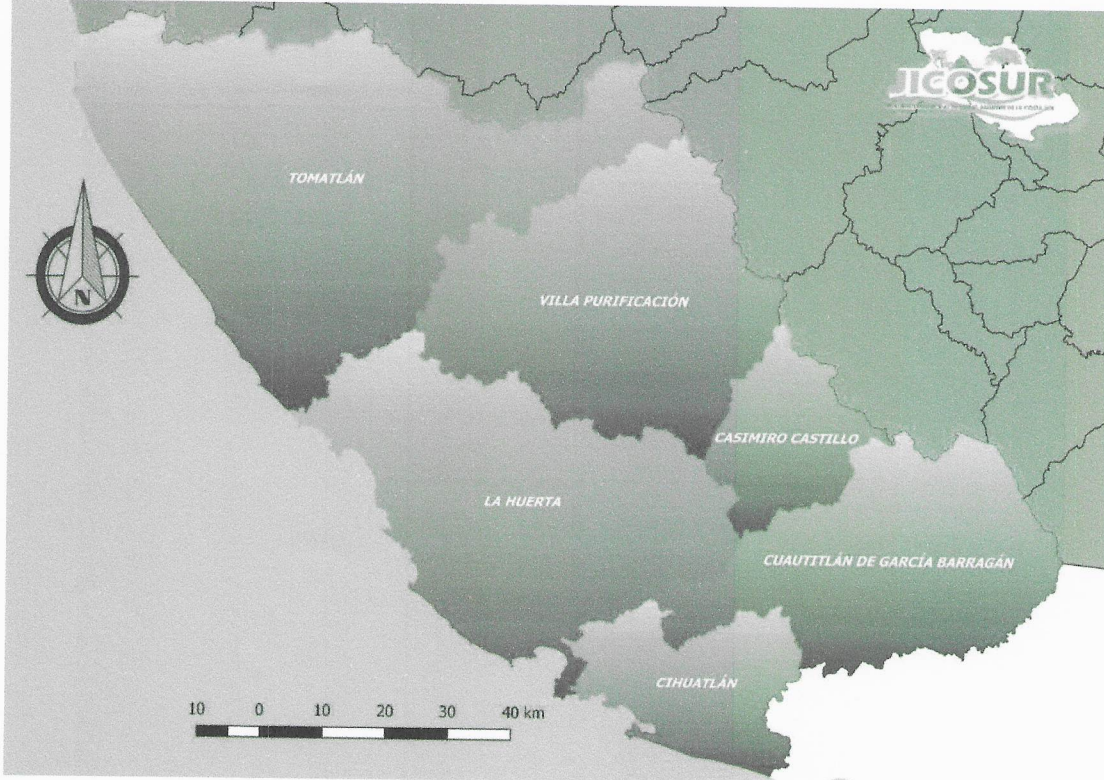 JICOSUR
TOMATLÁN
VILLA PURIFICACIÓN
CASIMIRO CASTILLO
LA HUERTA
CUAUTITLÁN DE GARCÍA BARRAGÁN
CIHUATLÁN
N
10 0 10 20 30 40 km